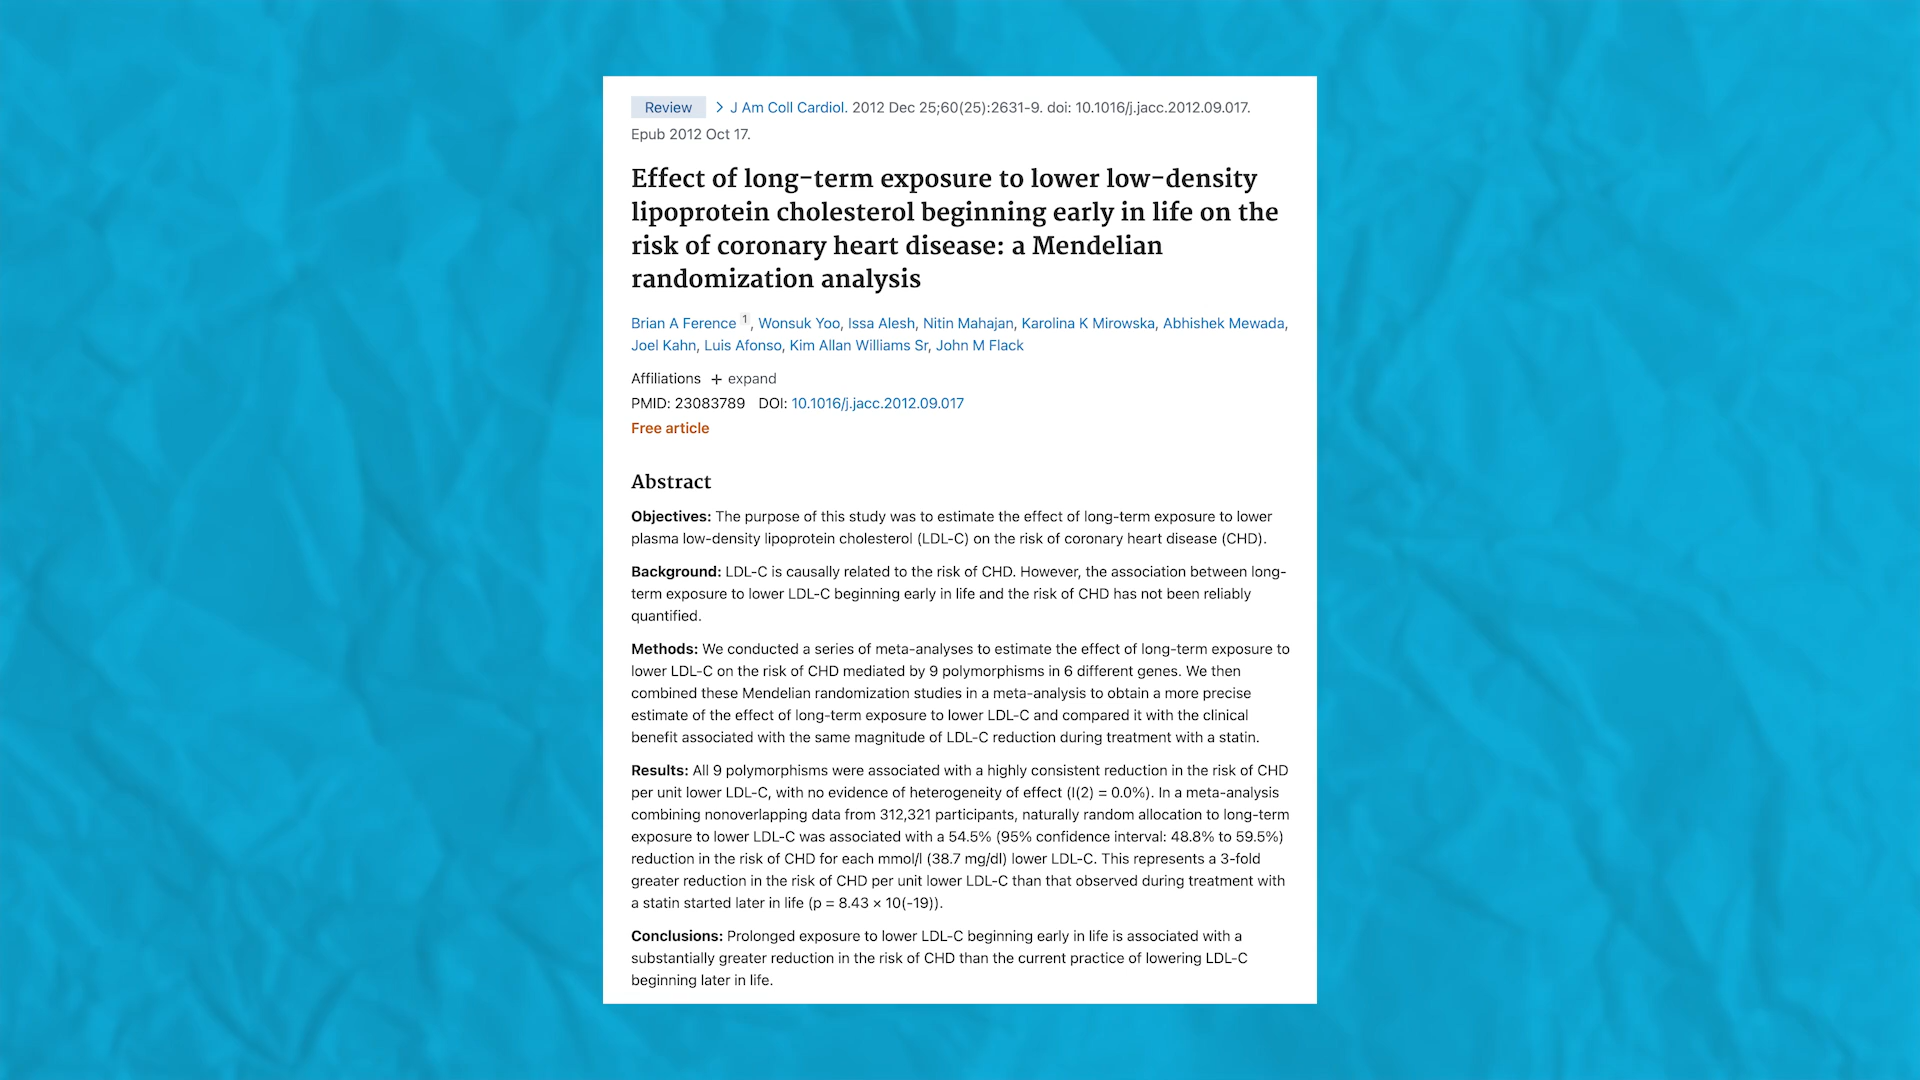 Review > J Am Coll Cardiol. 2012 Dec 25;60(25):2631-9. doi: 10.1016/j.jacc.2012.09.017.
Epub 2012 Oct 17.
Effect of long-term exposure to lower low-density
lipoprotein cholesterol beginning early in life on the
risk of coronary heart disease: a Mendelian
randomization analysis
Brian A Ference 1, Wonsuk Yoo, Issa Alesh, Nitin Mahajan, Karolina K Mirowska, Abhishek Mewada,
Joel Kahn, Luis Afonso, Kim Allan Williams Sr, John M Flack
Affiliations + expand
PMID: 23083789 DOI: 10.1016/j.jacc.2012.09.017
Free article
Abstract
Objectives: The purpose of this study was to estimate the effect of long-term exposure to lower
plasma low-density lipoprotein cholesterol (LDL-C) on the risk of coronary heart disease (CHD).
Background: LDL-C is causally related to the risk of CHD. However, the association between long-
term exposure to lower LDL-C beginning early in life and the risk of CHD has not been reliably
quantified.
Methods: We conducted a series of meta-analyses to estimate the effect of long-term exposure to
lower LDL-C on the risk of CHD mediated by 9 polymorphisms in 6 different genes. We then
combined these Mendelian randomization studies in a meta-analysis to obtain a more precise
estimate of the effect of long-term exposure to lower LDL-C and compared it with the clinical
benefit associated with the same magnitude of LDL-C reduction during treatment with a statin.
Results: All 9 polymorphisms were associated with a highly consistent reduction in the risk of CHD
per unit lower LDL-C, with no evidence of heterogeneity of effect (I(2) = 0.0%). In a meta-analysis
combining nonoverlapping data from 312,321 participants, naturally random allocation to long-term
exposure to lower LDL-C was associated with a 54.5% (95% confidence interval: 48.8% to 59.5%)
reduction in the risk of CHD for each mmol/l (38.7 mg/dl) lower LDL-C. This represents a 3-fold
greater reduction in the risk of CHD per unit lower LDL-C than that observed during treatment with
a statin started later in life (p = 8.43 × 10(-19)).
Conclusions: Prolonged exposure to lower LDL-C beginning early in life is associated with a
substantially greater reduction in the risk of CHD than the current practice of lowering LDL-C
beginning later in life.